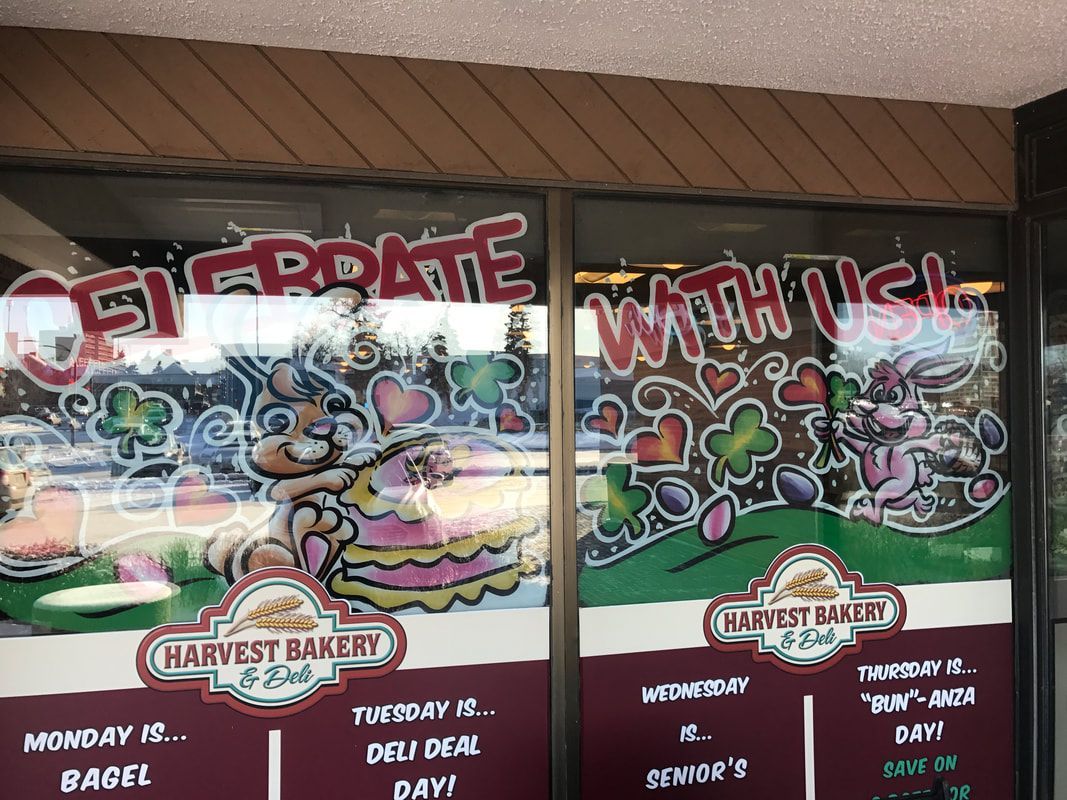 CELEBRATE
WITH US!
HARVEST BAKERY
& Deli
HARVEST BAKERY
& Deli
MONDAY IS...
BAGEL
TUESDAY IS...
DELI DEAL
DAY!
WEDNESDAY
IS...
SENIOR'S
THURSDAY IS...
"BUN"-ANZA
DAY!
SAVE ON